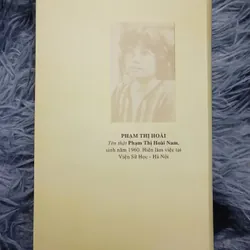 PHẠM THỊ HOÀI
Tên thật Phạm Thị Hoài Nam,
sinh năm 1960. Hiện làm việc tại
Viện Sử Học - Hà Nội